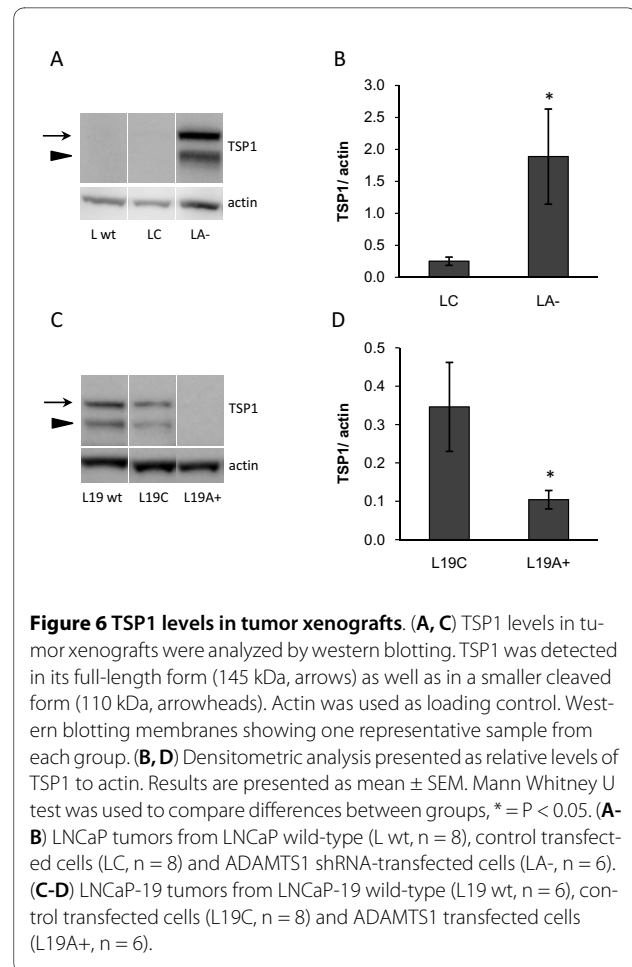 A
TSP1
actin
L wt LC LA-
B
TSP1/ actin
3.0
2.5
2.0
1.5
1.0
0.5
0.0
*
LC LA-
C
TSP1
actin
L19 wt L19C L19A+
D
TSP1/ actin
0.5
0.4
0.3
0.2
0.1
0.0
*
L19C L19A+
Figure 6 TSP1 levels in tumor xenografts. (A, C) TSP1 levels in tu-
mor xenografts were analyzed by western blotting. TSP1 was detected
in its full-length form (145 kDa, arrows) as well as in a smaller cleaved
form (110 kDa, arrowheads). Actin was used as loading control. West-
ern blotting membranes showing one representative sample from
each group. (B, D) Densitometric analysis presented as relative levels of
TSP1 to actin. Results are presented as mean ± SEM. Mann Whitney U
test was used to compare differences between groups, * = P < 0.05. (A-
B) LNCaP tumors from LNCaP wild-type (L wt, n = 8), control transfect-
ed cells (LC, n = 8) and ADAMTS1 shRNA-transfected cells (LA-, n = 6).
(C-D) LNCaP-19 tumors from LNCaP-19 wild-type (L19 wt, n = 6), con-
trol transfected cells (L19C, n = 8) and ADAMTS1 transfected cells
(L19A+, n = 6).